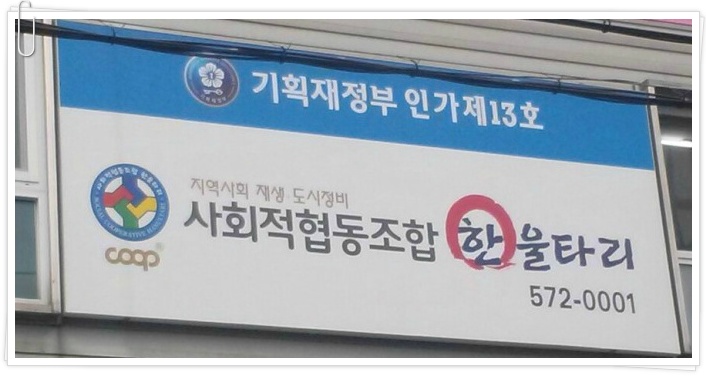 기획재정부 인가제13호
지역사회 재생·도시정비
사회적협동조합 한울타리
coop
572-0001